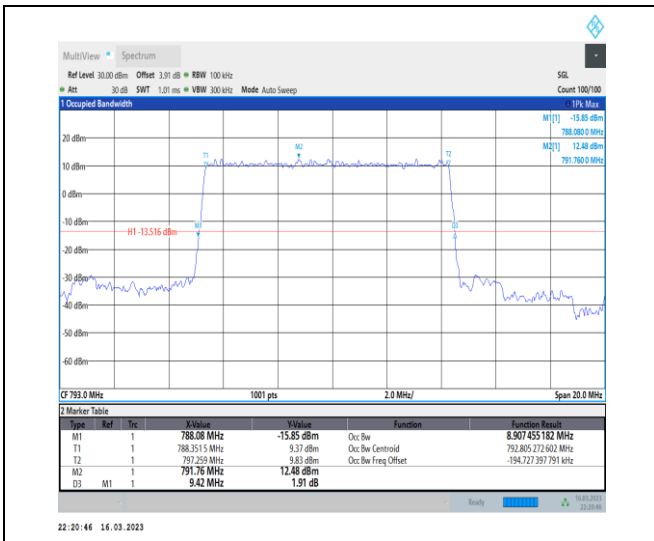 MultiView Spectrum
Ref Level 30.00 dBm Offset 3.91 dB RBW 100 kHz SGL
Att 30 dB SWT 1.01 ms VBW 300 kHz Mode Auto Sweep Count 100/100
1 Occupied Bandwidth 1Pk Max
M1[1] -15.85 dBm
788.080 0 MHz
M2[1] 12.48 dBm
791.760 0 MHz
20 dBm
M2
T1
T2
10 dBm
0 dBm
-10 dBm
M1
D3
H1 -13.516 dBm
-20 dBm
-30 dBm
-40 dBm
-50 dBm
-60 dBm
CF 793.0 MHz 1001 pts 2.0 MHz/ Span 20.0 MHz
2 Marker Table
Type Ref Trc X-Value Y-Value Function Function Result
M1 1 788.08 MHz -15.85 dBm Occ Bw 8.907 455 182 MHz
T1 1 788.351 5 MHz 9.37 dBm Occ Bw Centroid 792.805 272 602 MHz
T2 1 797.259 MHz 9.83 dBm Occ Bw Freq Offset -194.727 397 791 kHz
M2 1 791.76 MHz 12.48 dBm
D3 M1 1 9.42 MHz 1.91 dB
Ready 16.03.2023
22:20:46
22:20:46 16.03.2023